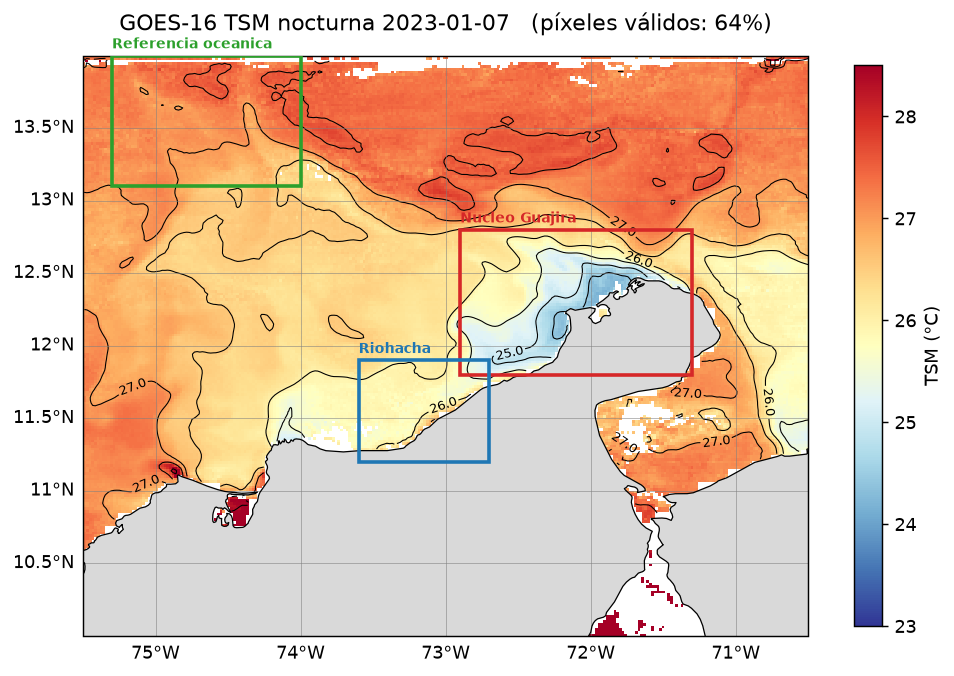 GOES-16 TSM nocturna 2023-01-07   (píxeles válidos: 64%)
Referencia oceanica
13.5°N
13°N
Nucleo Guajira
27.0
26.0
12.5°N
12°N
Riohacha
25.0
27.0
27.0
26.0
26.0
11.5°N
27.0
27.0
27.0
11°N
10.5°N
75°W
74°W
73°W
72°W
71°W
28
27
26
25
24
23
TSM (°C)